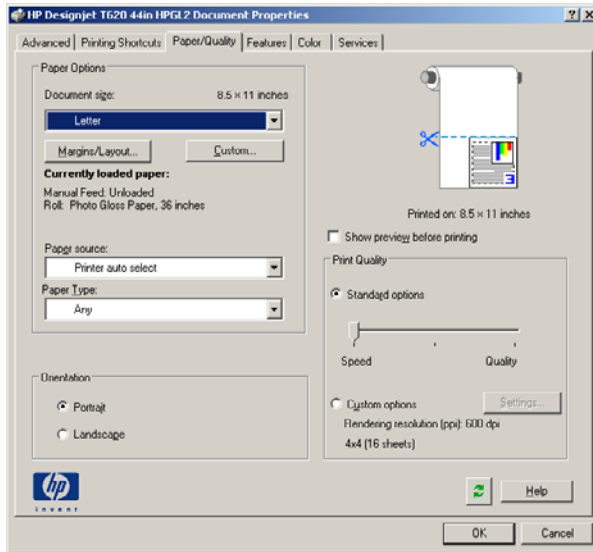 HP Designjet T620 44in HPGL2 Document Properties
Advanced Printing Shortcuts Paper/Quality Features Color Services
Paper Options
Document size: 8.5 × 11 inches
Letter
Margins/Layout... Custom...
Currently loaded paper:
Manual Feed: Unloaded
Roll: Photo Gloss Paper, 36 inches
Paper source:
Printer auto select
Paper Type:
Any
Orientation
Portrait
Landscape
3
Printed on: 8.5 × 11 inches
Show preview before printing
Print Quality
Standard options
Speed Quality
Custom options Settings...
Rendering resolution (ppi): 600 dpi
4x4 (16 sheets)
hp
invent
Help
OK Cancel